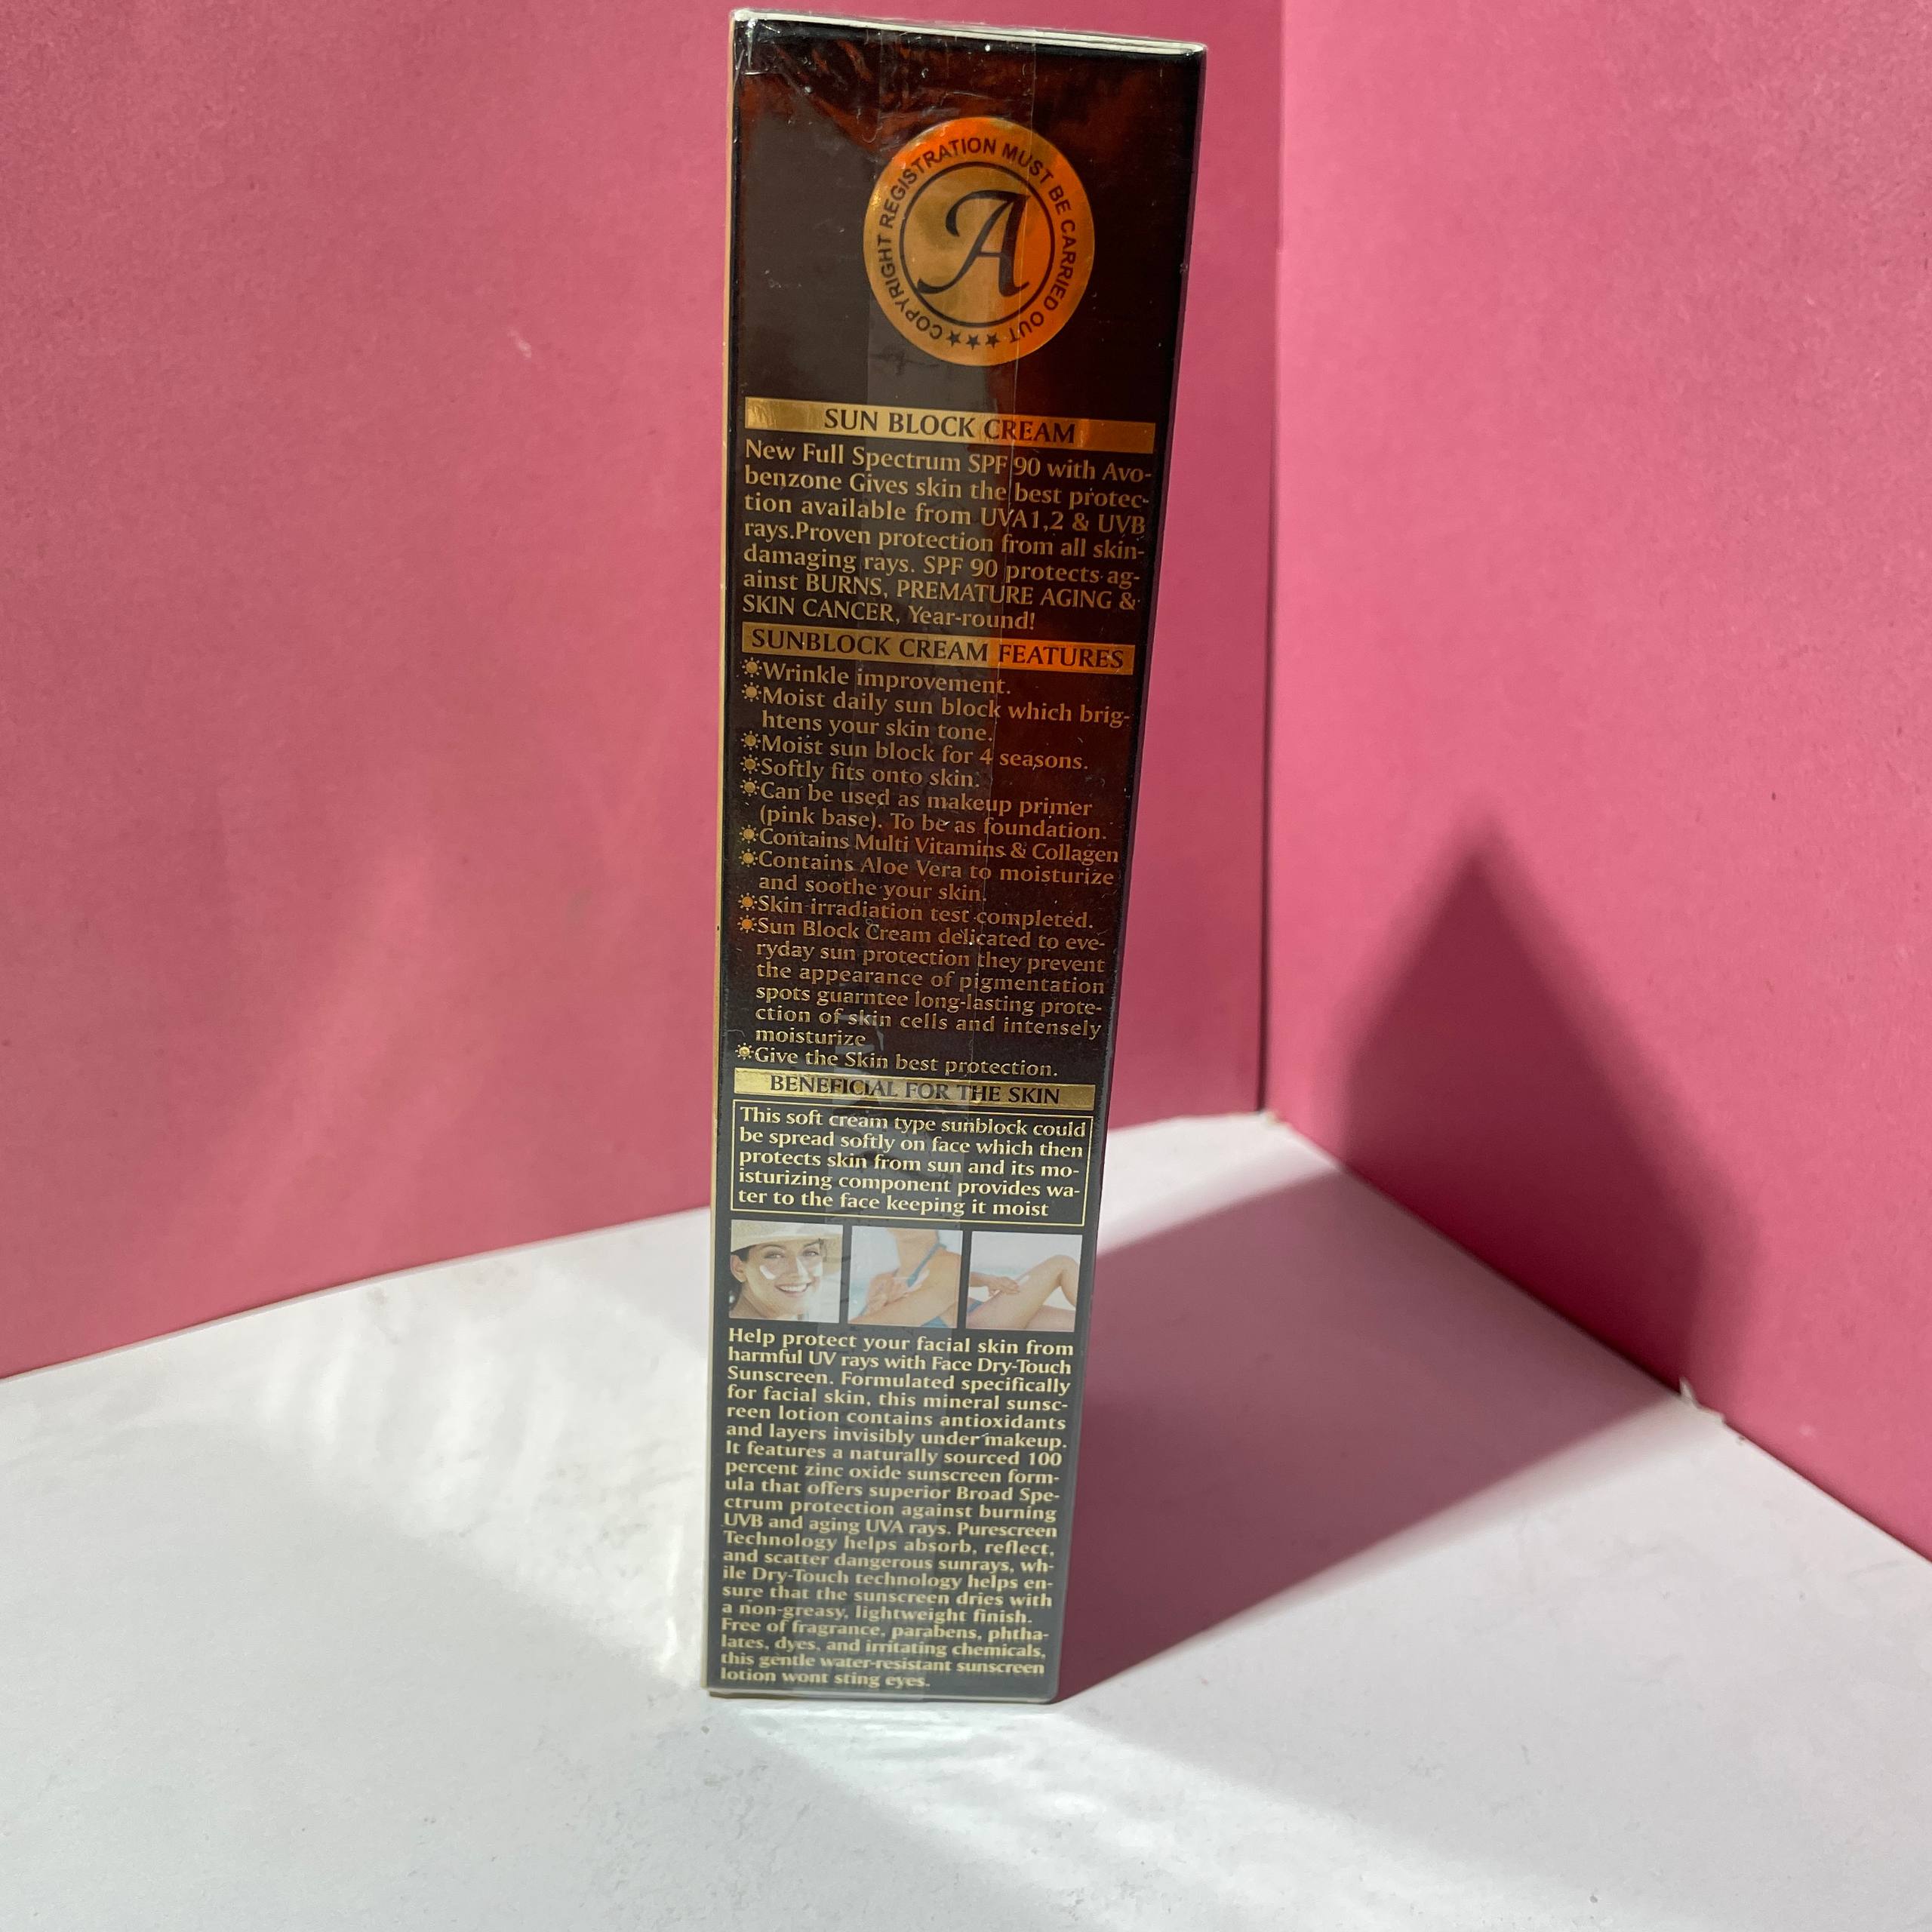 COPYRIGHT REGISTRATION MUST BE CARRIED OUT
A
SUN BLOCK CREAM
New Full Spectrum SPF 90 with Avo-
benzone Gives skin the best protec-
tion available from UVA1,2 & UVB
rays.Proven protection from all skin-
damaging rays. SPF 90 protects ag-
ainst BURNS, PREMATURE AGING &
SKIN CANCER, Year-round!
SUNBLOCK CREAM FEATURES
Wrinkle improvement.
Moist daily sun block which brig-
htens your skin tone.
Moist sun block for 4 seasons.
Softly fits onto skin.
Can be used as makeup primer
(pink base). To be as foundation.
Contains Multi Vitamins & Collagen
Contains Aloe Vera to moisturize
and soothe your skin.
Skin irradiation test completed.
Sun Block Cream delicated to eve-
ryday sun protection they prevent
the appearance of pigmentation
spots guarntee long-lasting prote-
ction of skin cells and intensely
moisturize
Give the Skin best protection.
BENEFICIAL FOR THE SKIN
This soft cream type sunblock could
be spread softly on face which then
protects skin from sun and its mo-
isturizing component provides wa-
ter to the face keeping it moist
Help protect your facial skin from
harmful UV rays with Face Dry-Touch
Sunscreen. Formulated specifically
for facial skin, this mineral sunsc-
reen lotion contains antioxidants
and layers invisibly under makeup.
It features a naturally sourced 100
percent zinc oxide sunscreen form-
ula that offers superior Broad Spe-
ctrum protection against burning
UVB and aging UVA rays. Purescreen
Technology helps absorb, reflect,
and scatter dangerous sunrays, wh-
ile Dry-Touch technology helps en-
sure that the sunscreen dries with
a non-greasy, lightweight finish.
Free of fragrance, parabens, phtha-
lates, dyes, and irritating chemicals,
this gentle water-resistant sunscreen
lotion wont sting eyes.